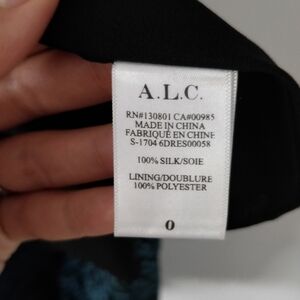 A.L.C.
RN#130801 CA#00985
MADE IN CHINA
FABRIQUÉ EN CHINE
S-1704 6DRES00058
100% SILK/SOIE
LINING/DOUBLURE
100% POLYESTER
0